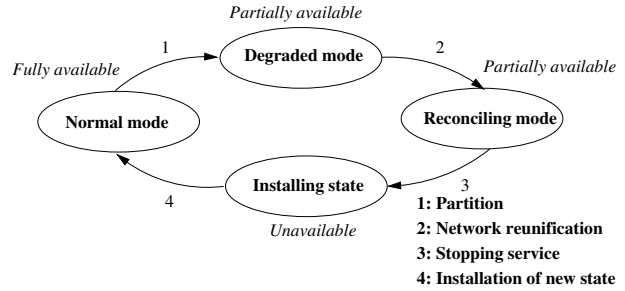 Partially available
1
Degraded mode
2
Fully available
Partially available
Normal mode
Reconciling mode
4
Installing state
3
Unavailable
1: Partition
2: Network reunification
3: Stopping service
4: Installation of new state